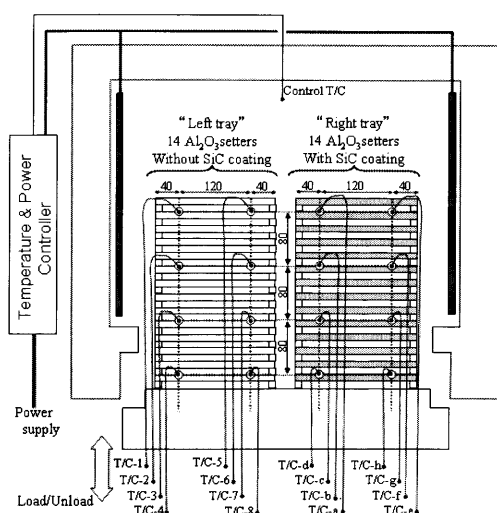 Control T/C
"Left tray"
14 Al₂O₃setters
Without SiC coating
"Right tray"
14 Al₂O₃setters
With SiC coating
40 120 40
40 120 40
80
80
80
Temperature & Power
Controller
Power
supply
Load/Unload
T/C-1
T/C-2
T/C-3
T/C-4
T/C-5
T/C-6
T/C-7
T/C-8
T/C-d
T/C-c
T/C-b
T/C-a
T/C-h
T/C-g
T/C-f
T/C-e